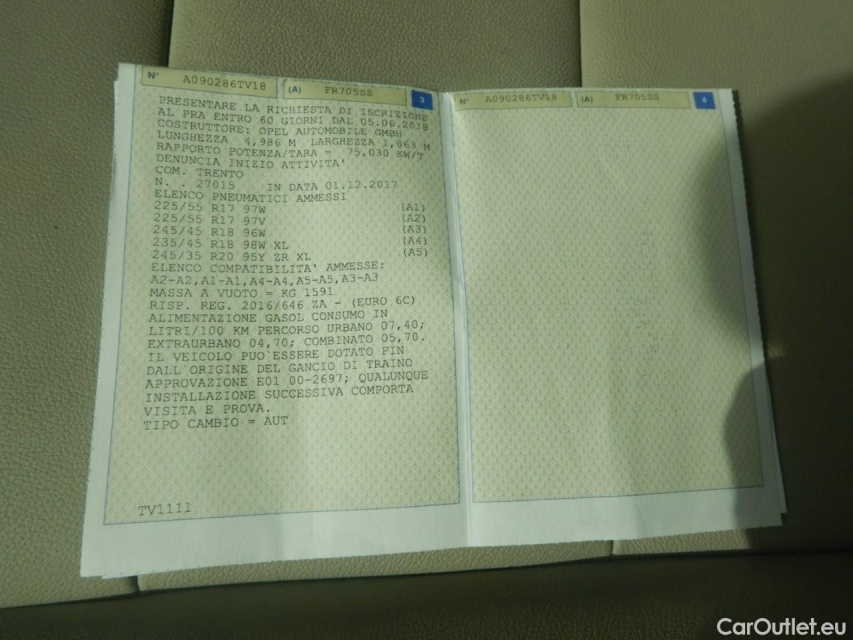 N° A090286TV18 (A) FR705SS 3
PRESENTARE LA RICHIESTA DI ISCRIZIONE
AL PRA ENTRO 60 GIORNI DAL 05.06.2018
COSTRUTTORE: OPEL AUTOMOBILE GMBH
LUNGHEZZA 4,986 M LARGHEZZA 1,863 M
RAPPORTO POTENZA/TARA = 75,030 KW/T
DENUNCIA INIZIO ATTIVITA'
COM. TRENTO
N. . 27015 IN DATA 01.12.2017
ELENCO PNEUMATICI AMMESSI
225/55 R17 97W (A1)
225/55 R17 97V (A2)
245/45 R18 96W (A3)
235/45 R18 98W XL (A4)
245/35 R20 95Y ZR XL (A5)
ELENCO COMPATIBILITA' AMMESSE:
A2-A2,A1-A1,A4-A4,A5-A5,A3-A3
MASSA A VUOTO = KG 1591
RISP. REG. 2016/646 ZA - (EURO 6C)
ALIMENTAZIONE GASOL CONSUMO IN
LITRI/100 KM PERCORSO URBANO 07,40;
EXTRAURBANO 04,70; COMBINATO 05,70.
IL VEICOLO PUO'ESSERE DOTATO FIN
DALL'ORIGINE DEL GANCIO DI TRAINO
APPROVAZIONE E01 00-2697; QUALUNQUE
INSTALLAZIONE SUCCESSIVA COMPORTA
VISITA E PROVA.
TIPO CAMBIO = AUT
TV1111
N° A090286TV18 (A) FR705SS 4
CarOutlet.eu